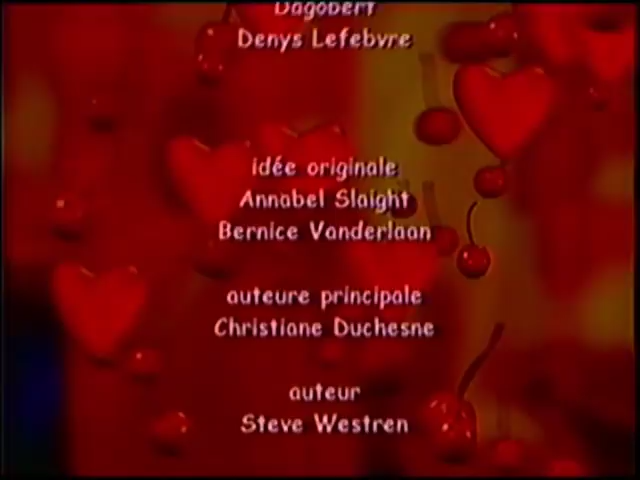 Dagobert
Denys Lefebvre
idée originale
Annabel Slaight
Bernice Vanderlaan
auteure principale
Christiane Duchesne
auteur
Steve Westren